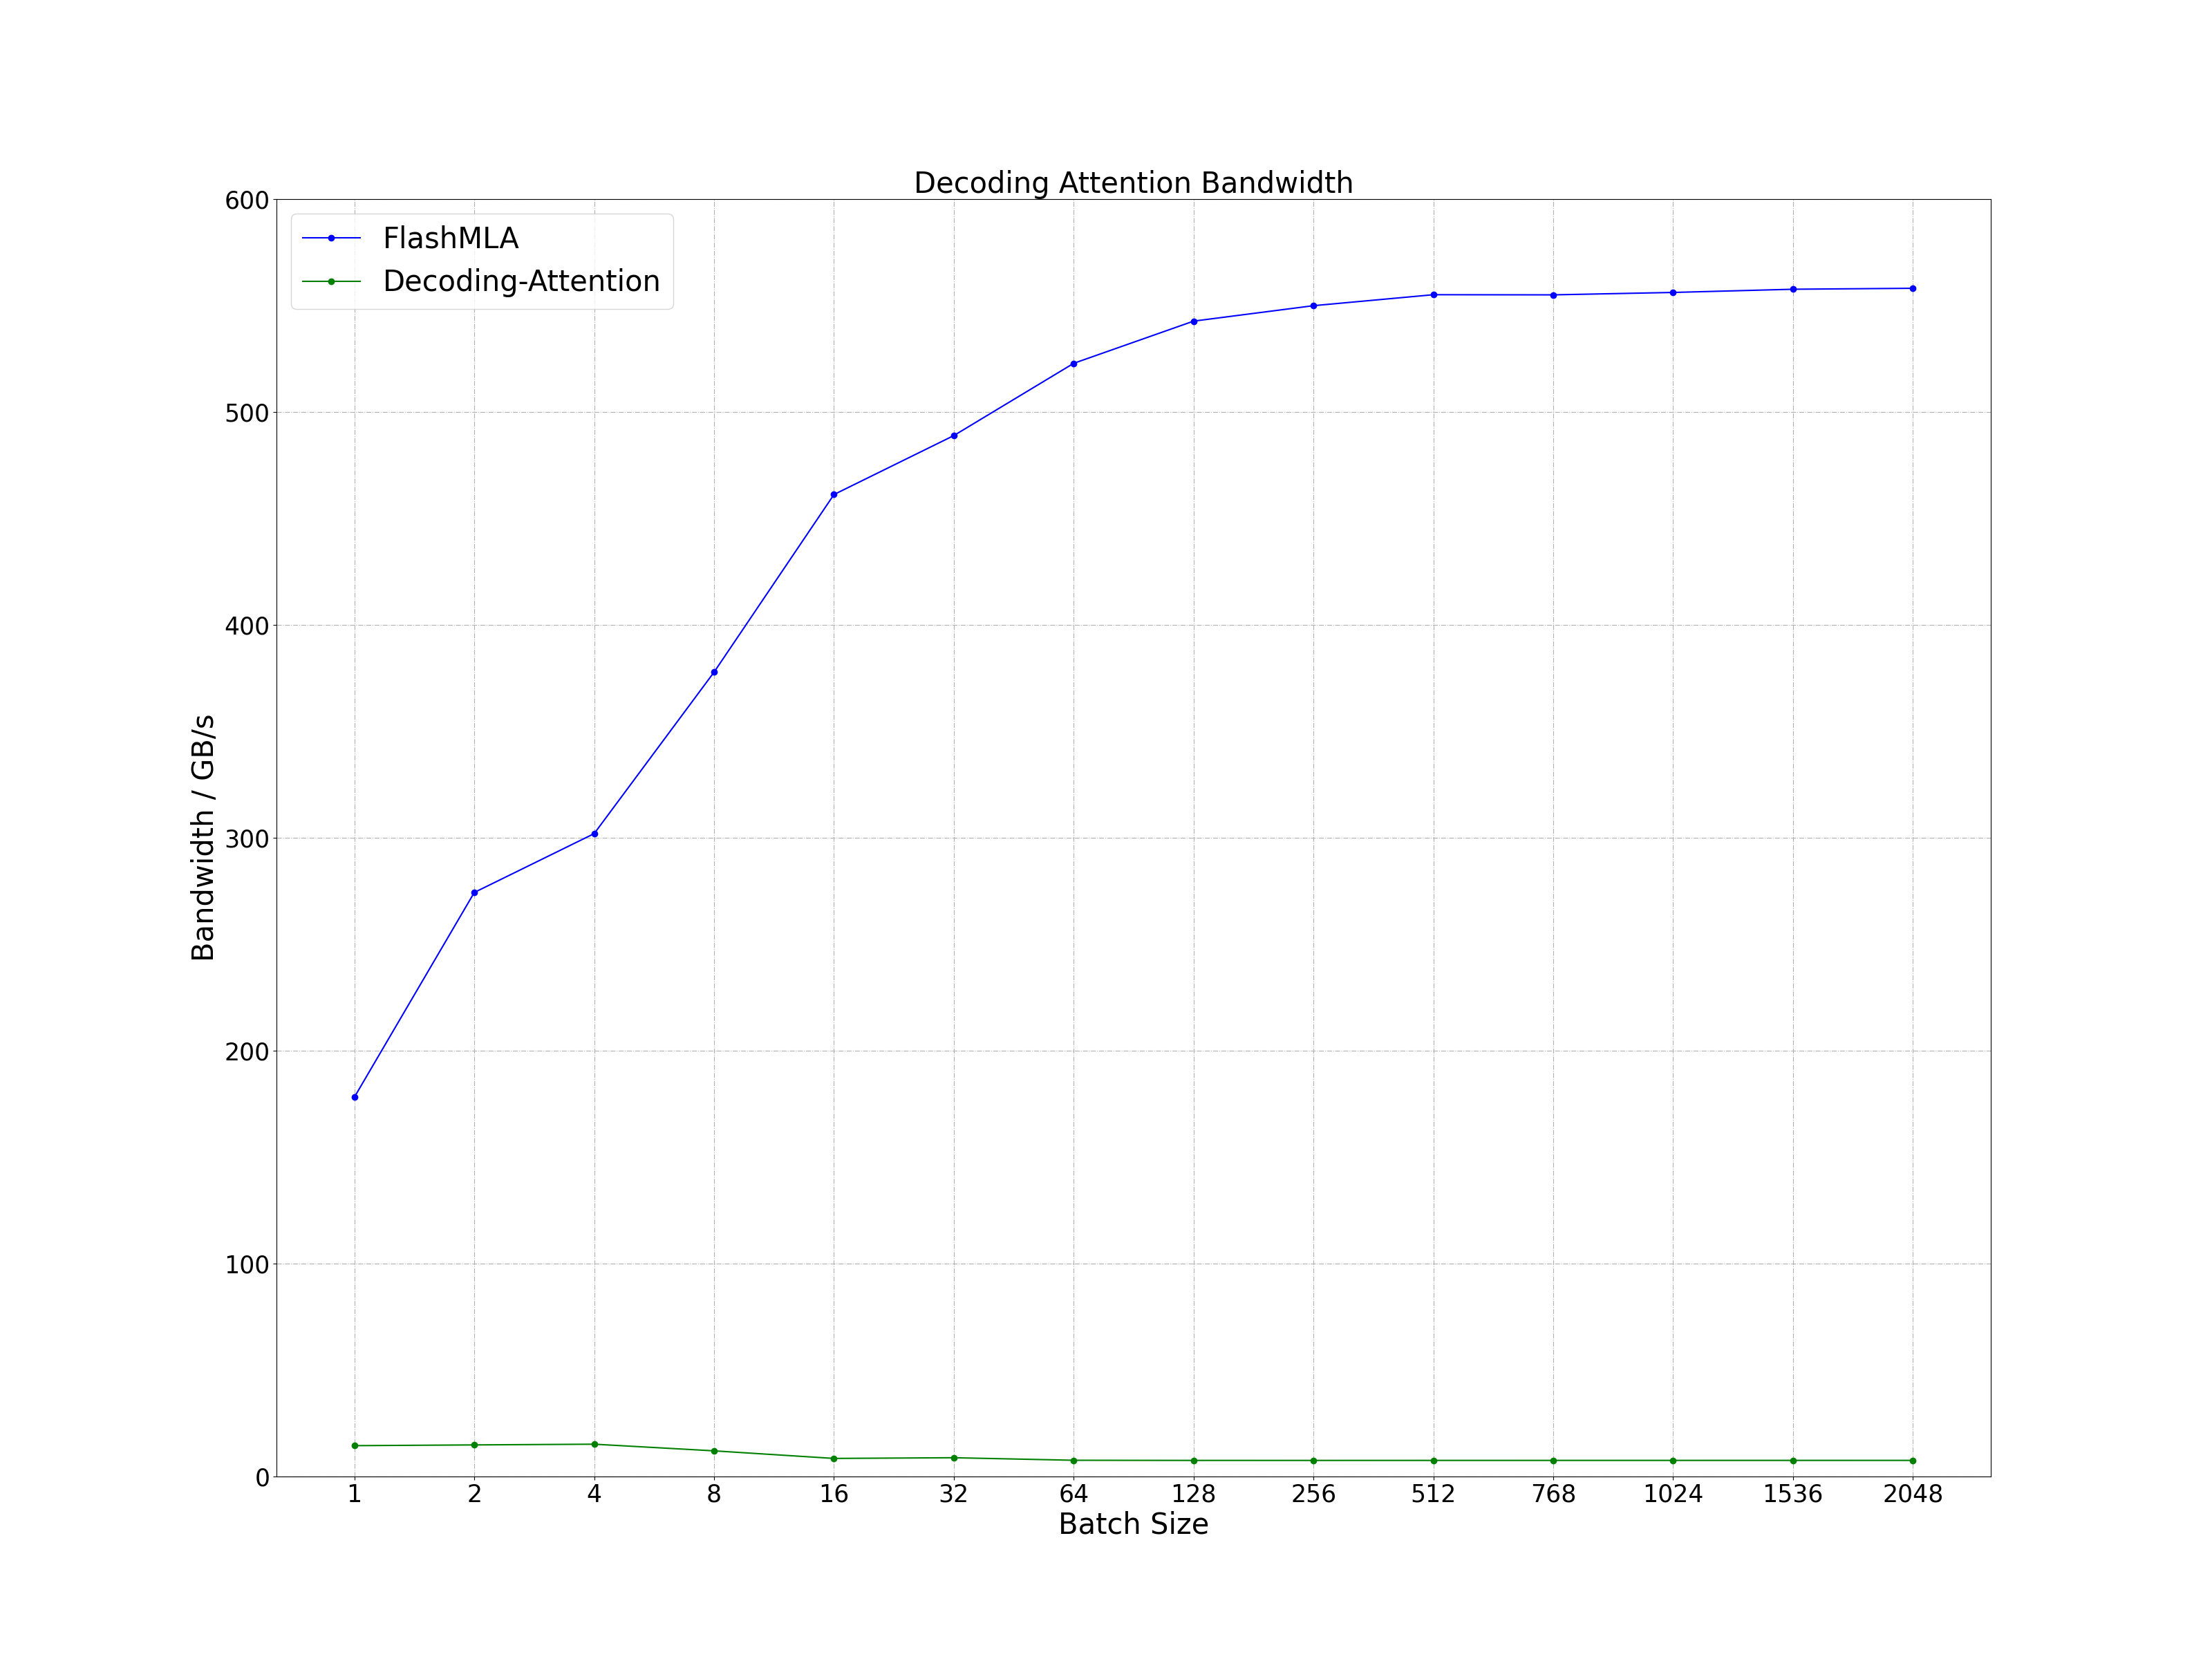 Decoding Attention Bandwidth
FlashMLA
Decoding-Attention
600
500
400
300
200
100
0
Bandwidth / GB/s
1 2 4 8 16 32 64 128 256 512 768 1024 1536 2048
Batch Size